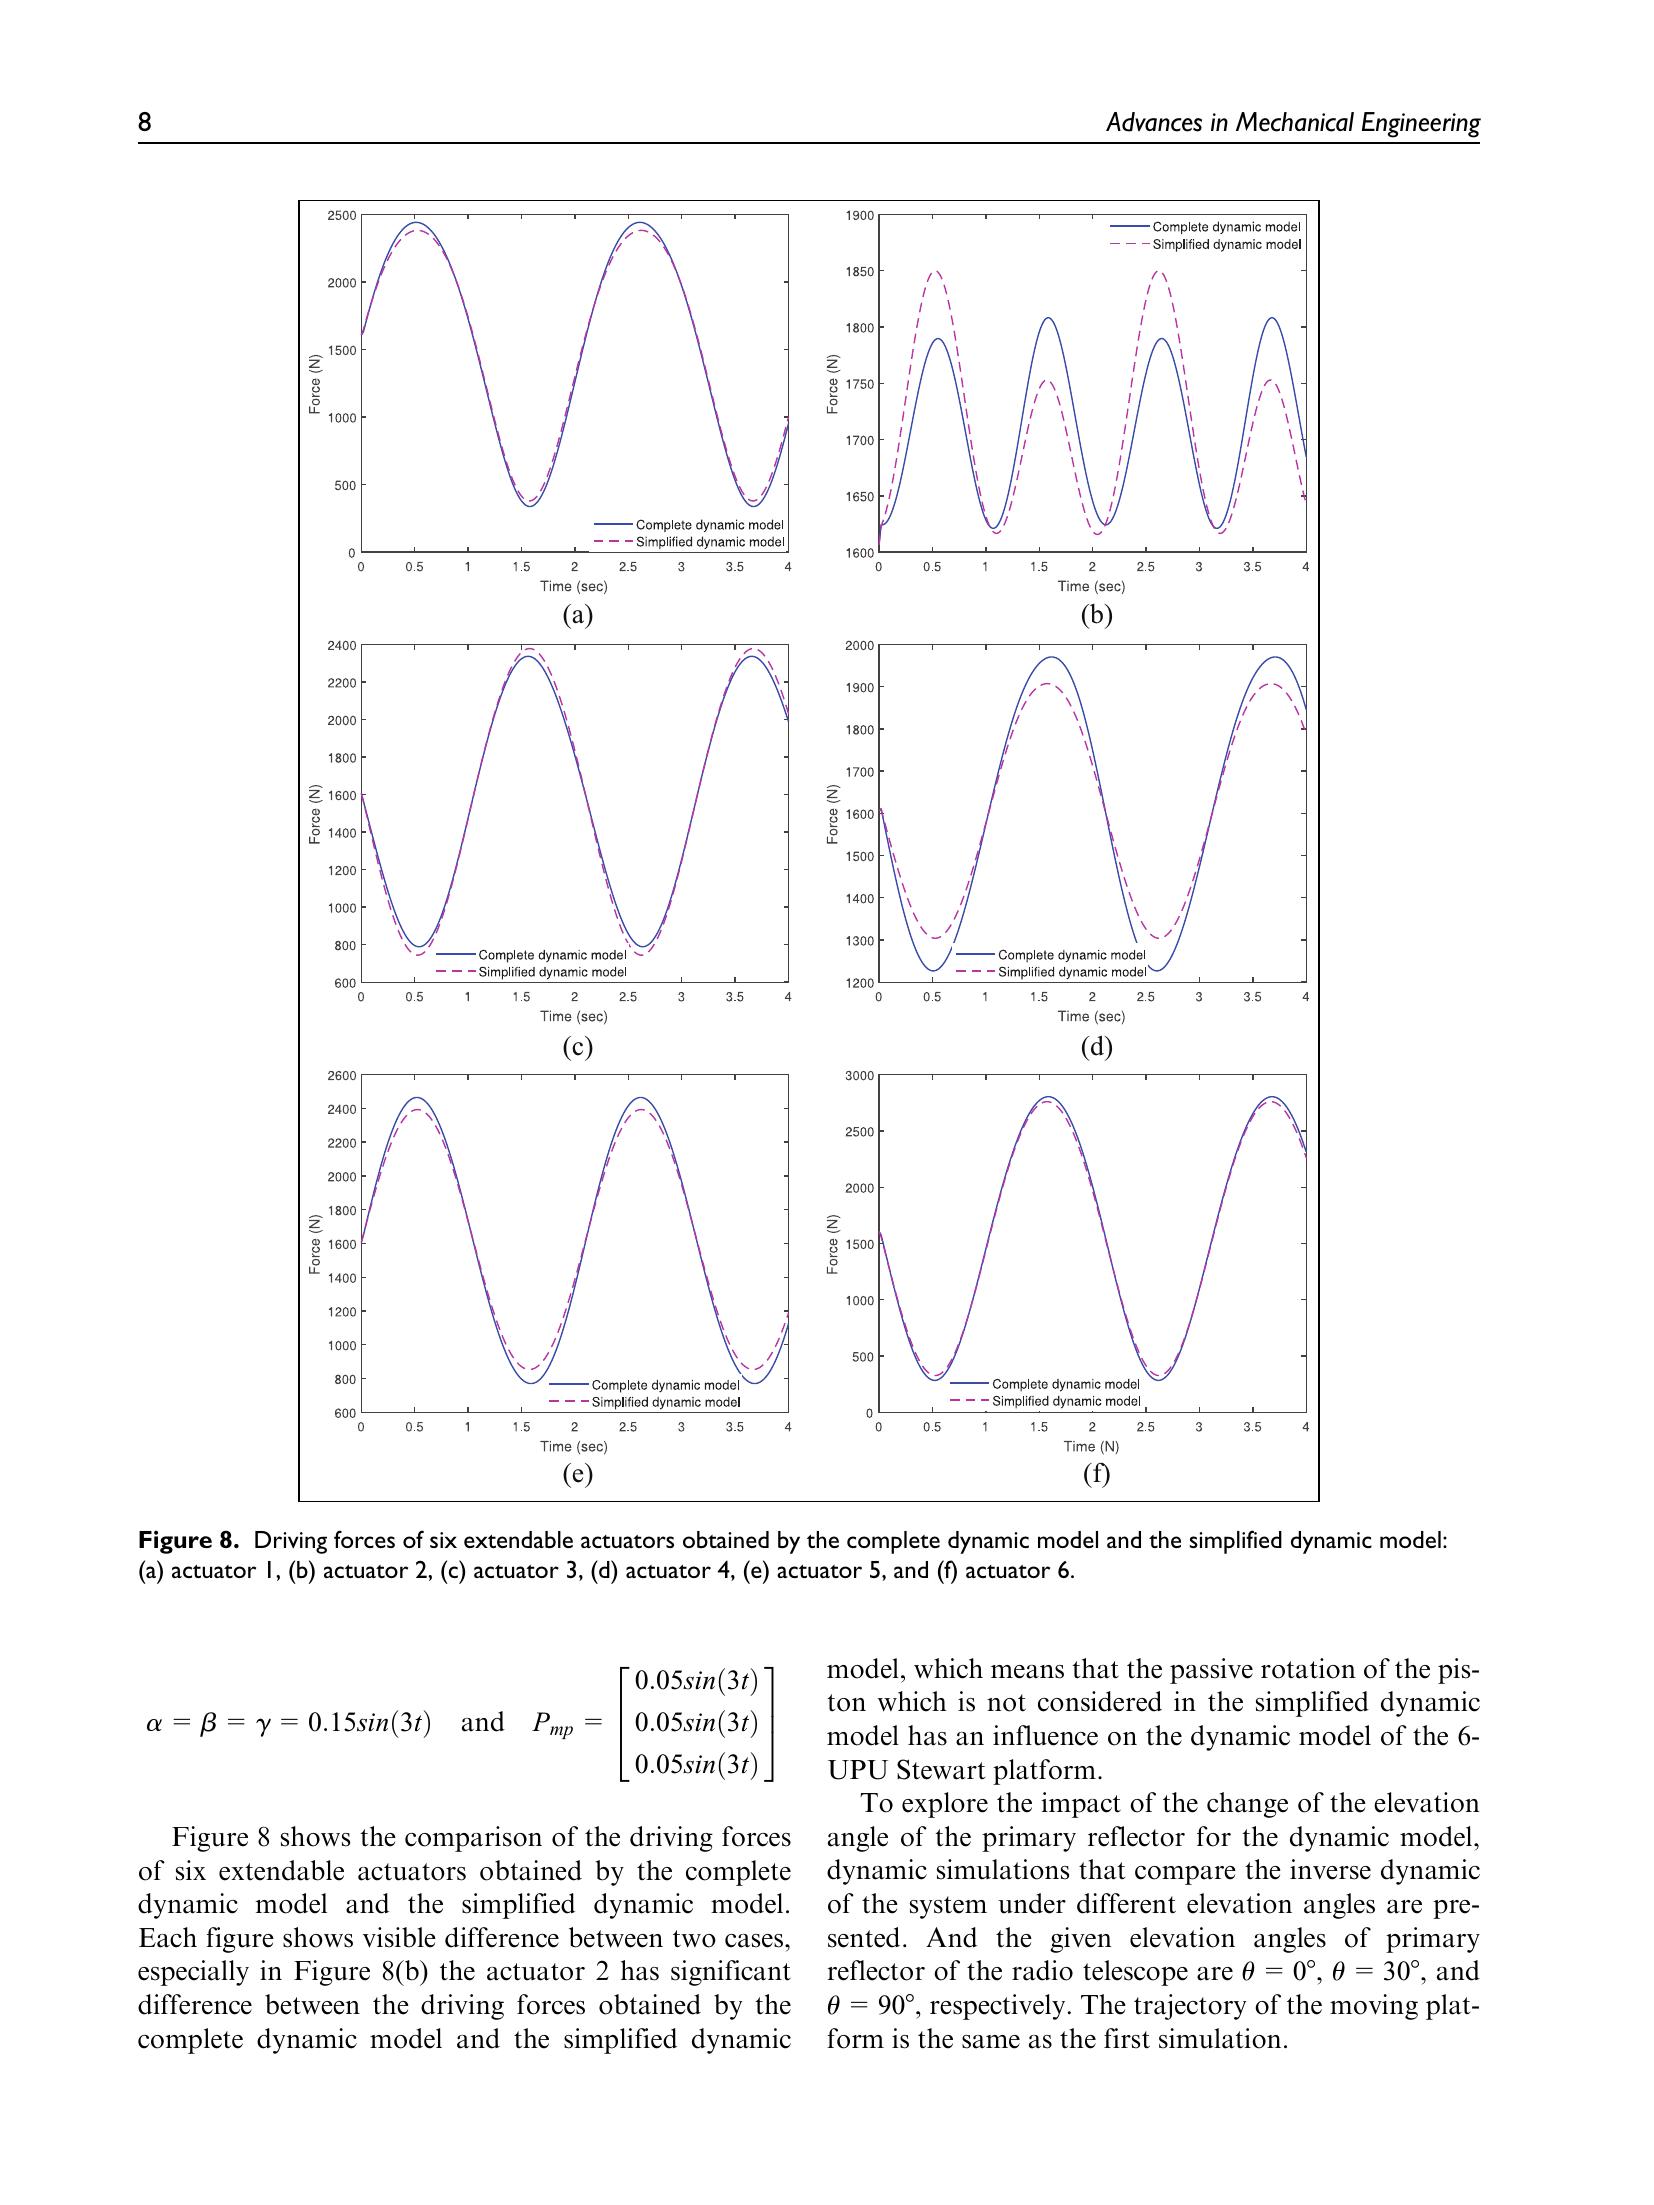 8
Advances in Mechanical Engineering
2500
2000
1500
1000
500
0
Force (N)
0 0.5 1 1.5 2 2.5 3 3.5 4
Time (sec)
Complete dynamic model
Simplified dynamic model
(a)
1900
1850
1800
1750
1700
1650
1600
Force (N)
0 0.5 1 1.5 2 2.5 3 3.5 4
Time (sec)
Complete dynamic model
Simplified dynamic model
(b)
2400
2200
2000
1800
1600
1400
1200
1000
800
600
Force (N)
0 0.5 1 1.5 2 2.5 3 3.5 4
Time (sec)
Complete dynamic model
Simplified dynamic model
(c)
2000
1900
1800
1700
1600
1500
1400
1300
1200
Force (N)
0 0.5 1 1.5 2 2.5 3 3.5 4
Time (sec)
Complete dynamic model
Simplified dynamic model
(d)
2600
2400
2200
2000
1800
1600
1400
1200
1000
800
600
Force (N)
0 0.5 1 1.5 2 2.5 3 3.5 4
Time (sec)
Complete dynamic model
Simplified dynamic model
(e)
3000
2500
2000
1500
1000
500
0
Force (N)
0 0.5 1 1.5 2 2.5 3 3.5 4
Time (N)
Complete dynamic model
Simplified dynamic model
(f)
Figure 8. Driving forces of six extendable actuators obtained by the complete dynamic model and the simplified dynamic model:
(a) actuator 1, (b) actuator 2, (c) actuator 3, (d) actuator 4, (e) actuator 5, and (f) actuator 6.
0.05sin(3t)
α = β = γ = 0.15sin(3t) and Pmp = 0.05sin(3t)
0.05sin(3t)
Figure 8 shows the comparison of the driving forces
of six extendable actuators obtained by the complete
dynamic model and the simplified dynamic model.
Each figure shows visible difference between two cases,
especially in Figure 8(b) the actuator 2 has significant
difference between the driving forces obtained by the
complete dynamic model and the simplified dynamic
model, which means that the passive rotation of the pis-
ton which is not considered in the simplified dynamic
model has an influence on the dynamic model of the 6-
UPU Stewart platform.
To explore the impact of the change of the elevation
angle of the primary reflector for the dynamic model,
dynamic simulations that compare the inverse dynamic
of the system under different elevation angles are pre-
sented. And the given elevation angles of primary
reflector of the radio telescope are θ = 0°, θ = 30°, and
θ = 90°, respectively. The trajectory of the moving plat-
form is the same as the first simulation.